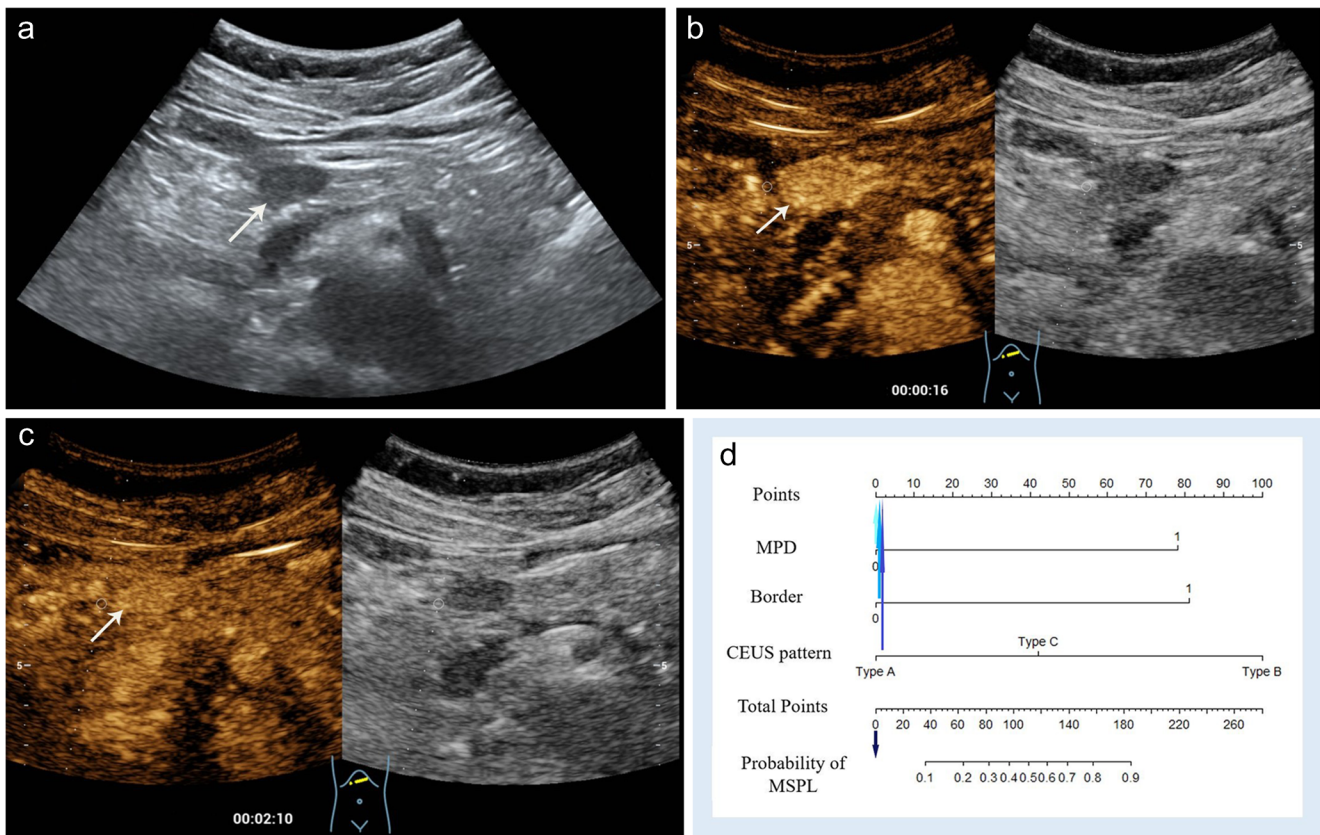 a
b
5
5
00:00:16
c
5
5
00:02:10
d
Points
0 10 20 30 40 50 60 70 80 90 100
MPD
1
0
Border
1
0
CEUS pattern
Type C
Type A
Type B
Total Points
0 20 40 60 80 100 140 180 220 260
Probability of
MSPL
0.1 0.2 0.3 0.4 0.5 0.6 0.7 0.8 0.9